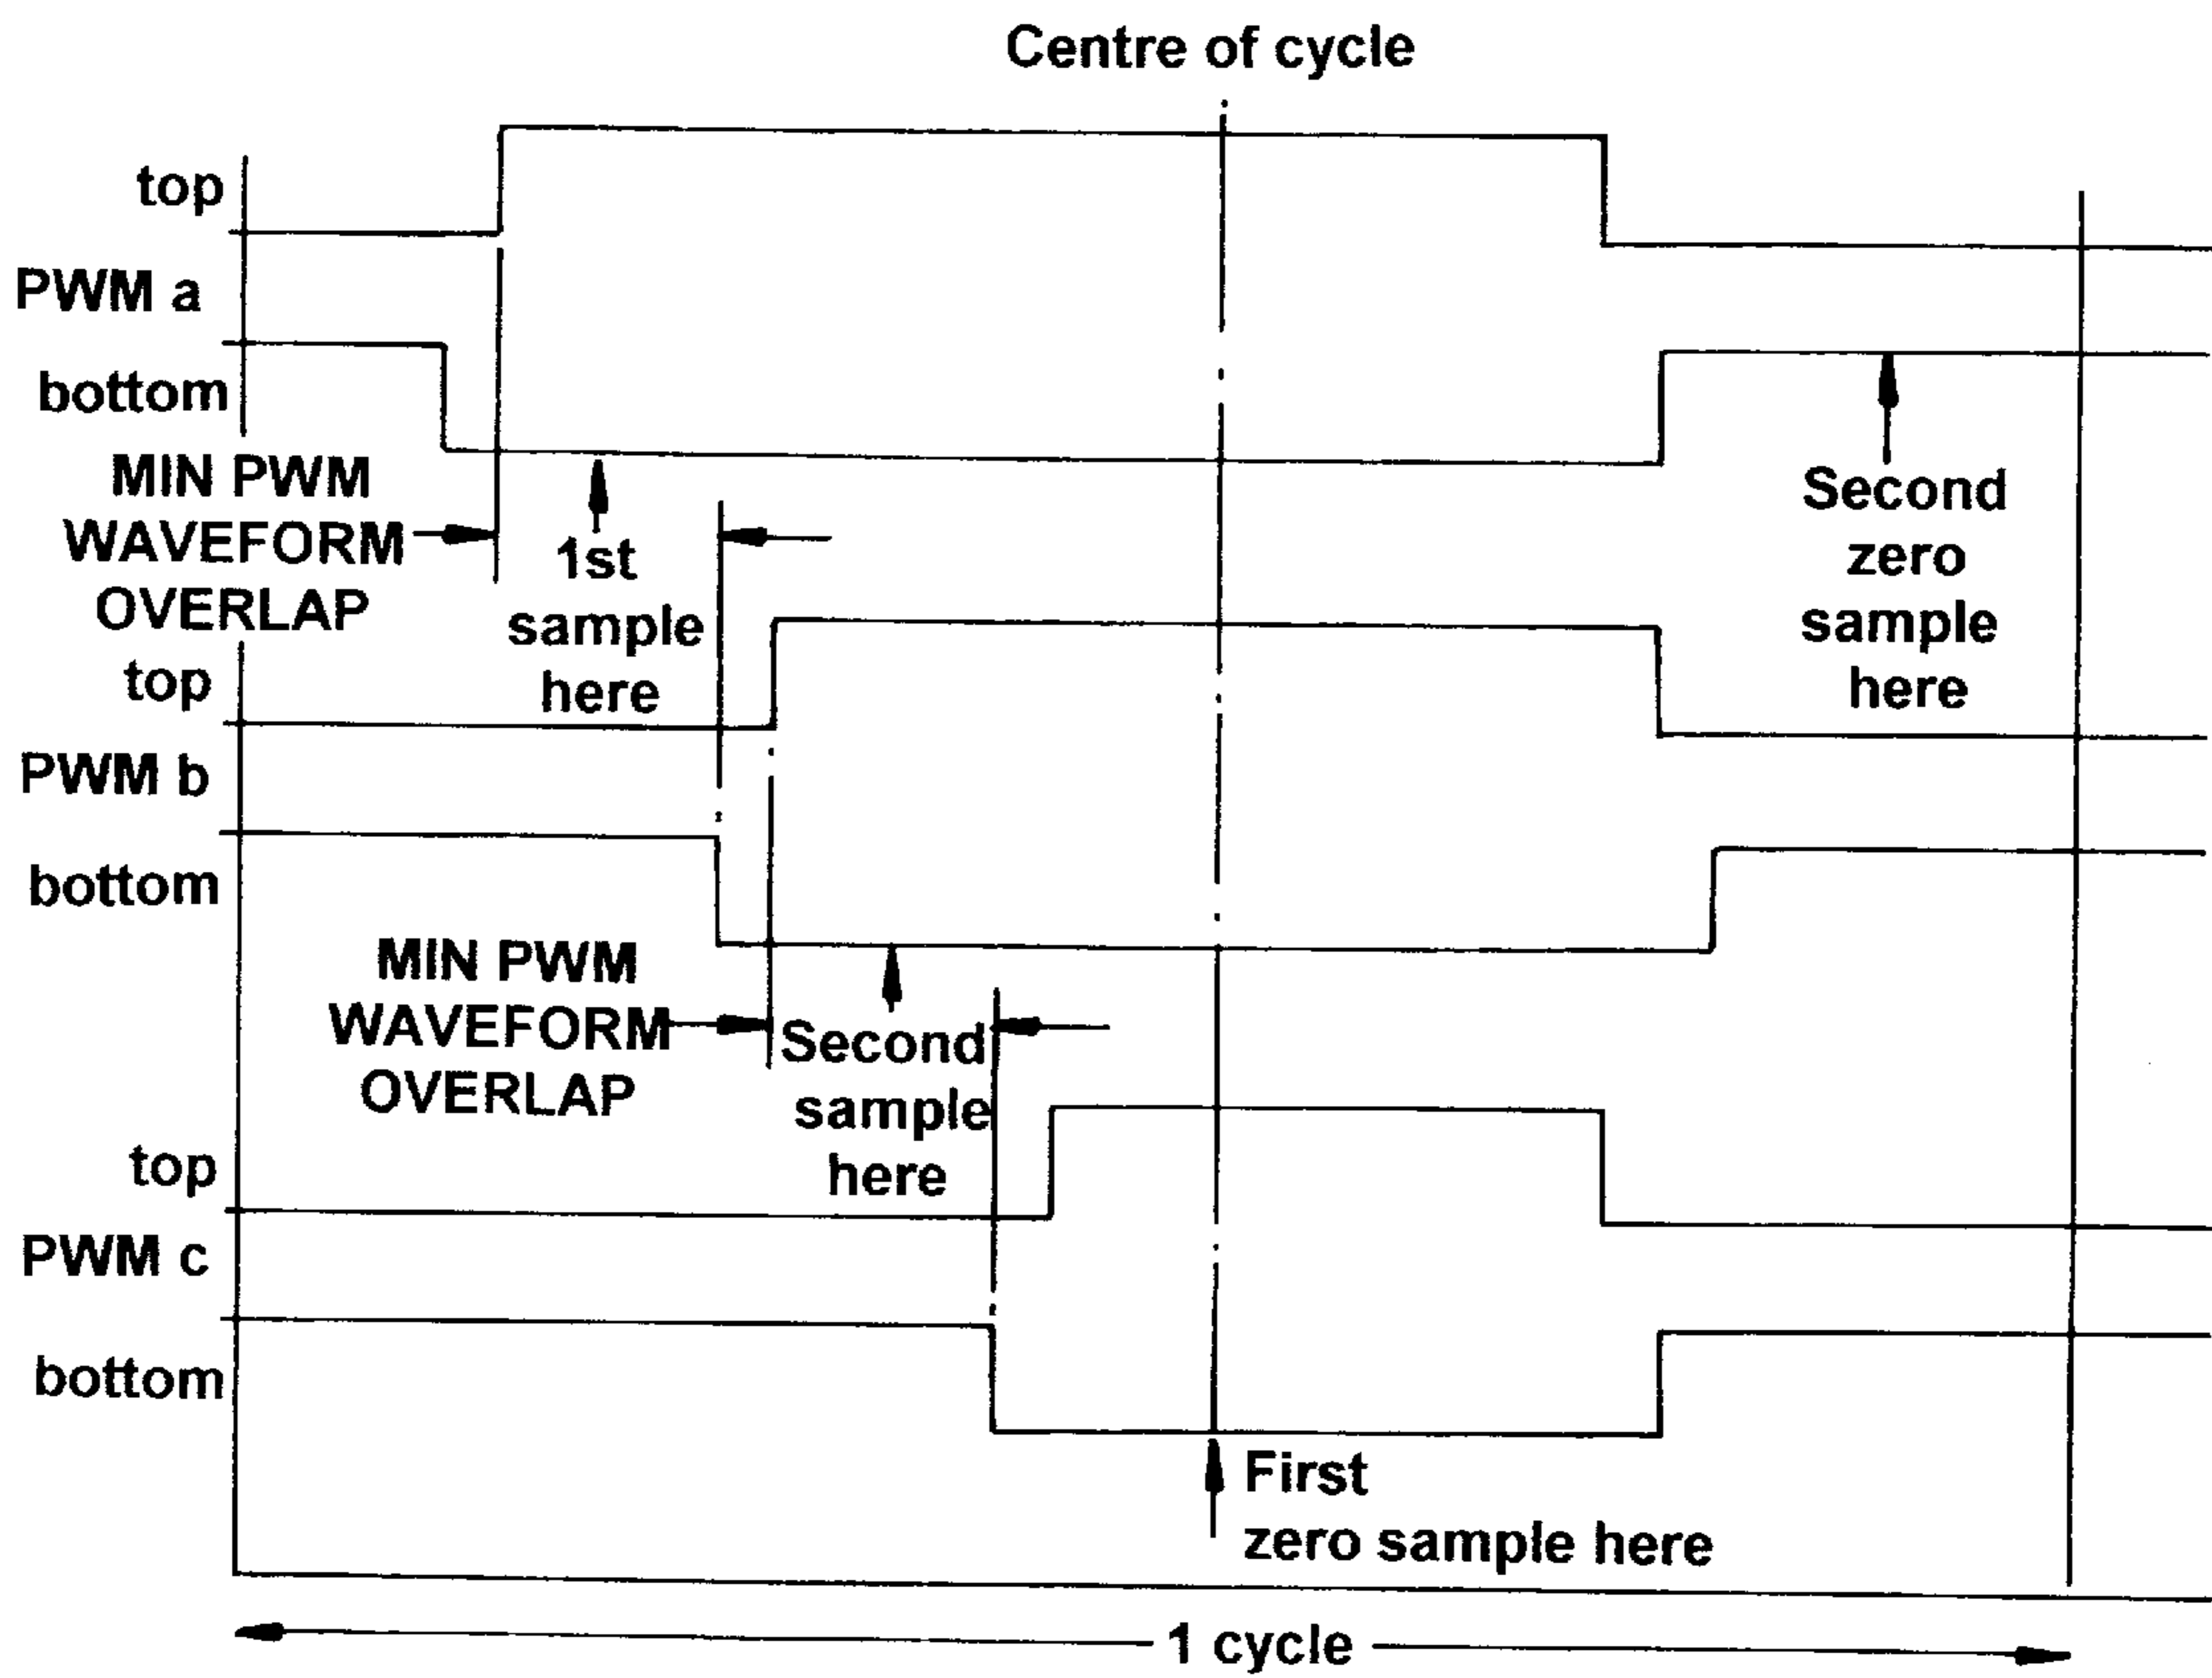 Centre of cycle
top
PWM a
bottom
MIN PWM
WAVEFORM
OVERLAP
1st
sample
here
Second
zero
sample
here
top
PWM b
bottom
MIN PWM
WAVEFORM
OVERLAP
Second
sample
here
top
PWM c
bottom
First
zero sample here
1 cycle